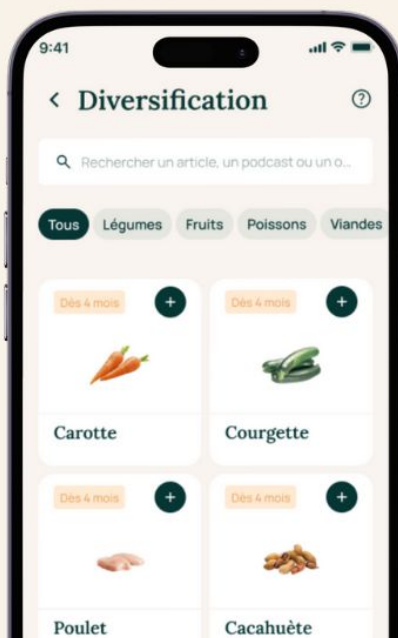 9:41
Diversification
Rechercher un article, un podcast ou un o...
Tous Légumes Fruits Poissons Viandes
Dès 4 mois Dès 4 mois
Carotte Courgette
Dès 4 mois Dès 4 mois
Poulet Cacahuète